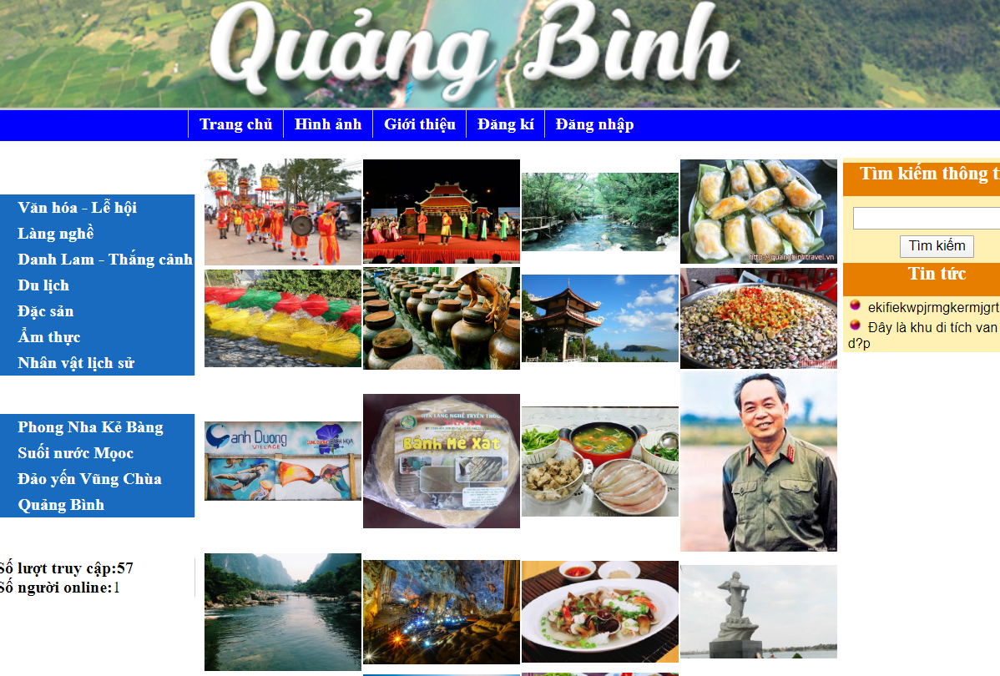 Quảng Bình
Trang chủ
Hình ảnh
Giới thiệu
Đăng kí
Đăng nhập
Văn hóa - Lễ hội
Làng nghề
Danh Lam - Thắng cảnh
Du lịch
Đặc sản
Ẩm thực
Nhân vật lịch sử
Phong Nha Kẻ Bàng
Suối nước Mọoc
Đảo yến Vũng Chùa
Quảng Bình
Số lượt truy cập:57
Số người online:1
http://quangbinhtravel.vn
anh Duong
VILLAGE
Bánh Mè Xát
Tìm kiếm thông t
Tìm kiếm
Tin tức
ekifiekwpjrmgkermjgrt
Đây là khu di tích van
d?p